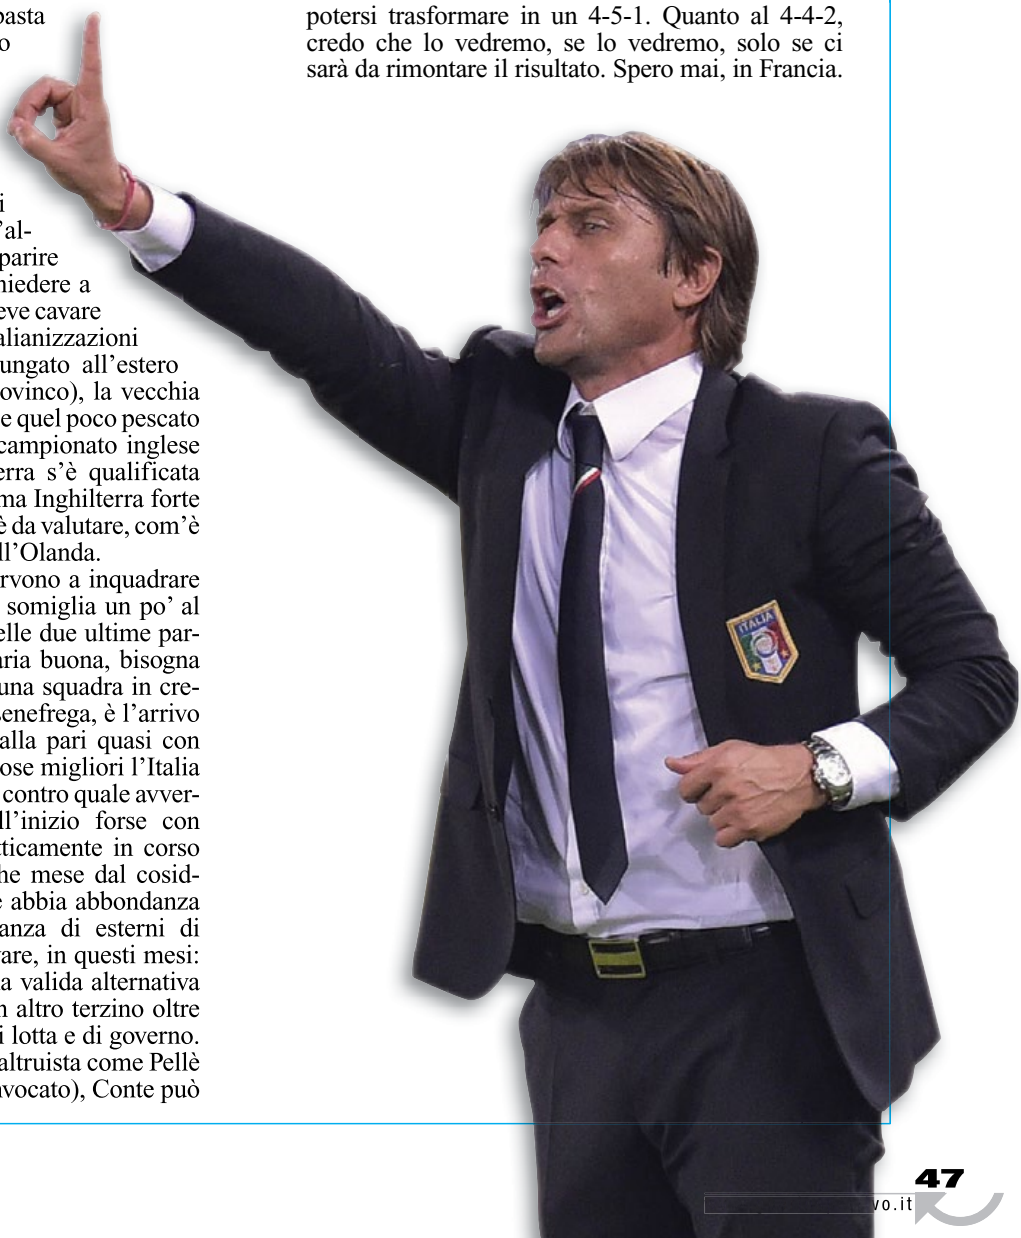 basta
o
i
'al-
parire
hiedere a
eve cavare
alianizzazioni
ungato all'estero
ovinco), la vecchia
e quel poco pescato
campionato inglese
erra s'è qualificata
ma Inghilterra forte
è da valutare, com'è
ll'Olanda.
rvono a inquadrare
somiglia un po' al
elle due ultime par-
aria buona, bisogna
una squadra in cre-
senefrega, è l'arrivo
alla pari quasi con
ose migliori l'Italia
contro quale avver-
ll'inizio forse con
tticamente in corso
he mese dal cosid-
e abbia abbondanza
anza di esterni di
vare, in questi mesi:
a valida alternativa
n altro terzino oltre
i lotta e di governo.
altruista come Pellè
nvocato), Conte può
potersi trasformare in un 4-5-1. Quanto al 4-4-2,
credo che lo vedremo, se lo vedremo, solo se ci
sarà da rimontare il risultato. Spero mai, in Francia.
ITALIA
47
vo.it